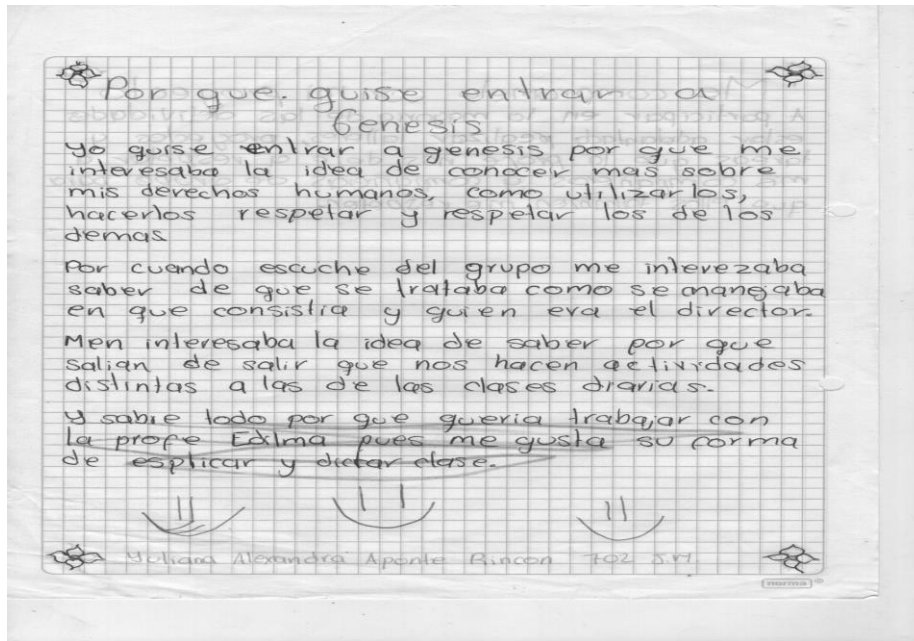 Por que. quise entrar a
Genesis
yo quise entrar a genesis por que me
interesaba la idea de conocer mas sobre
mis derechos humanos, como utilizarlos,
hacerlos respetar y respetar los de los
demas
Por cuando escuche del grupo me interezaba
saber de que se trataba como se manejaba
en que consistia y quien era el director.
Men interesaba la idea de saber por que
salian de salir que nos hacen actividades
distintas a las de las clases diarias.
Y sobre todo por que queria trabajar con
la profe Edilma pues me gusta su forma
de esplicar y dictar clase.
Yuliana Alexandra Aponte Rincon 702 J.M.
norma